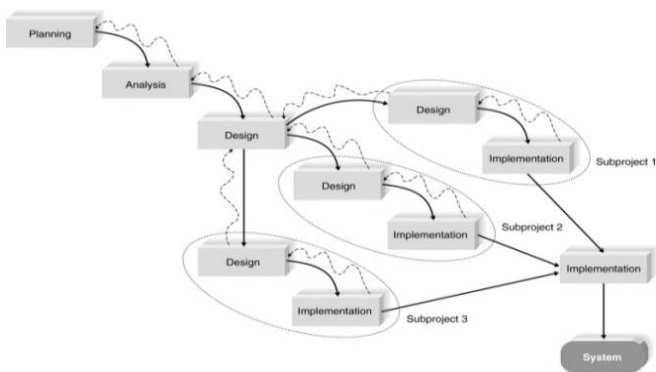 Planning
Analysis
Design
Design
Implementation
Subproject 1
Design
Implementation
Subproject 2
Design
Implementation
Subproject 3
Implementation
System